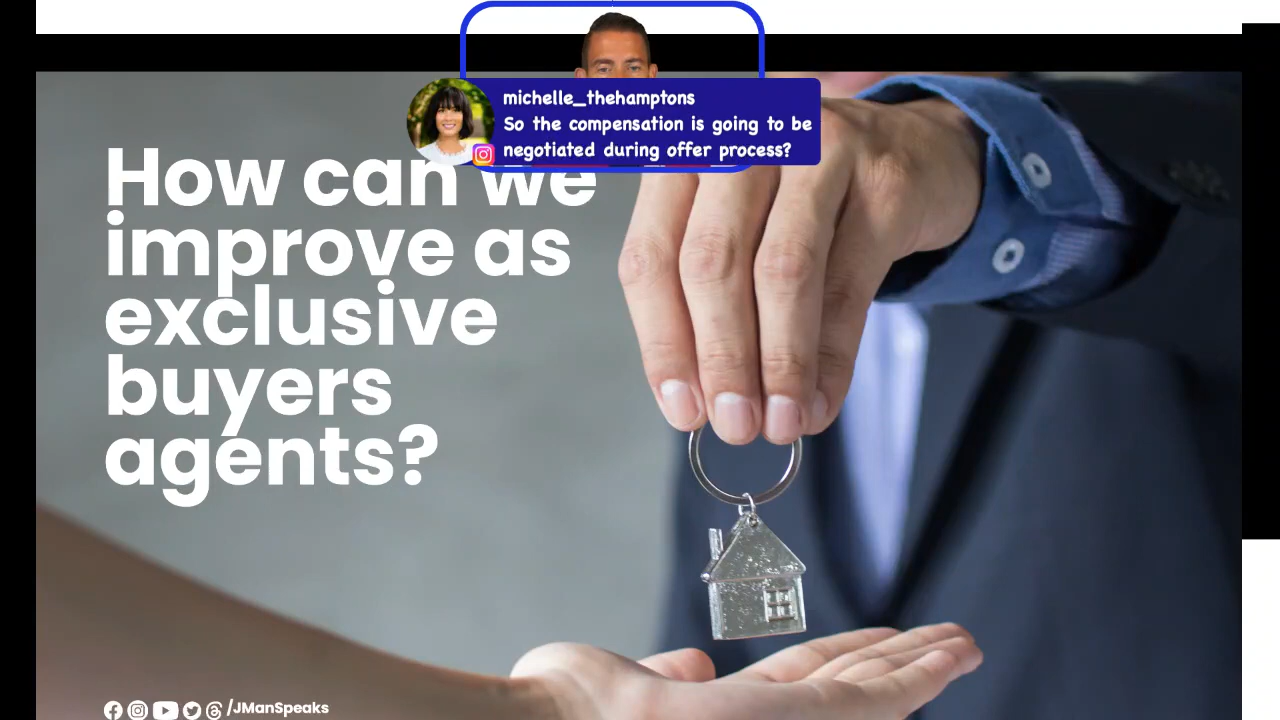 michelle_thehamptons
So the compensation is going to be
negotiated during offer process?
How can we
improve as
exclusive
buyers
agents?
/JManSpeaks